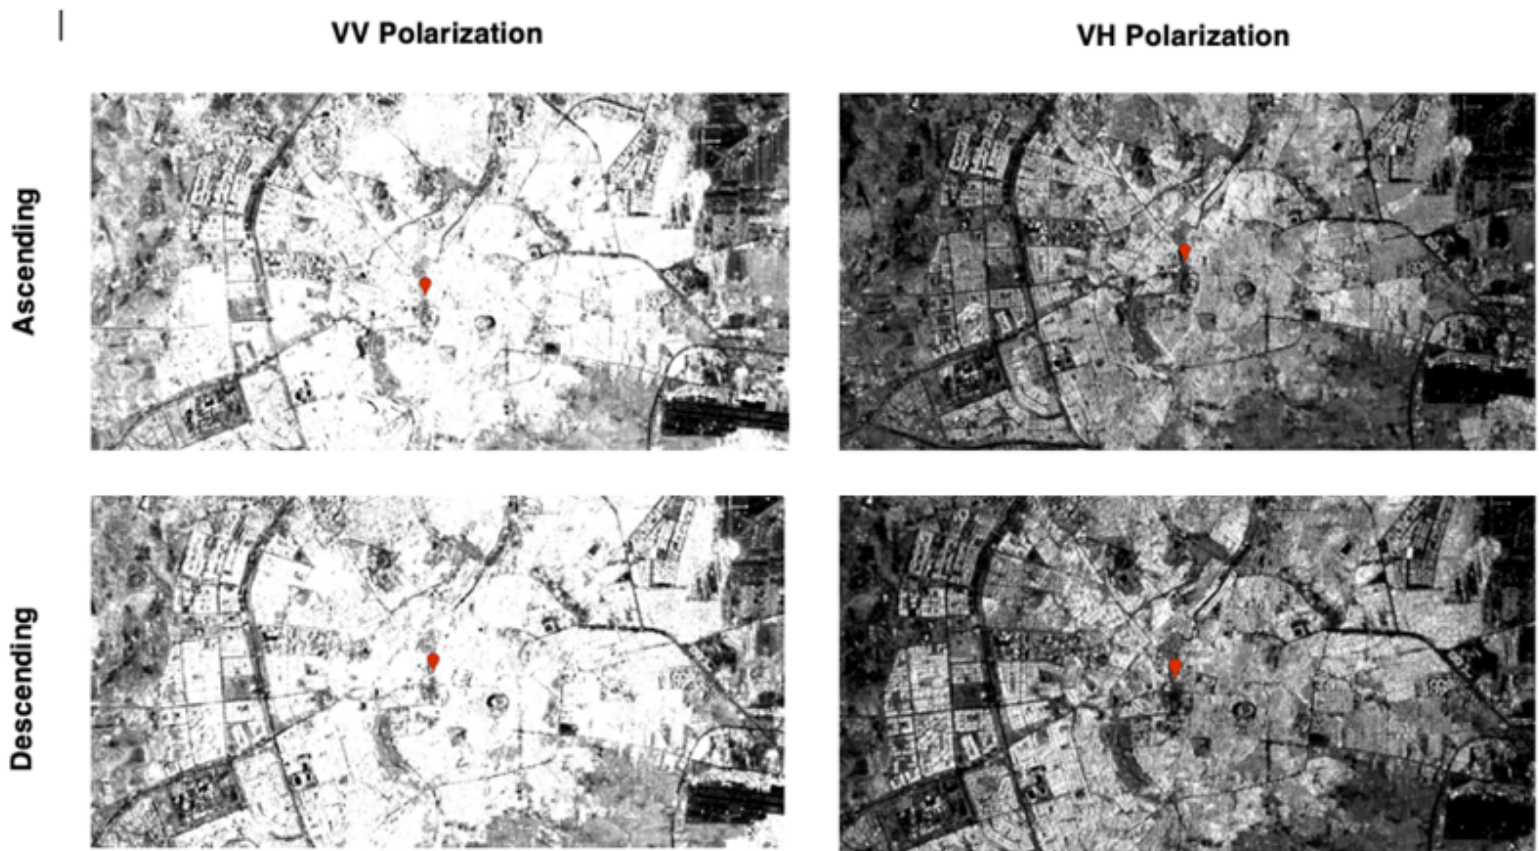 VV Polarization
VH Polarization
Ascending
Descending